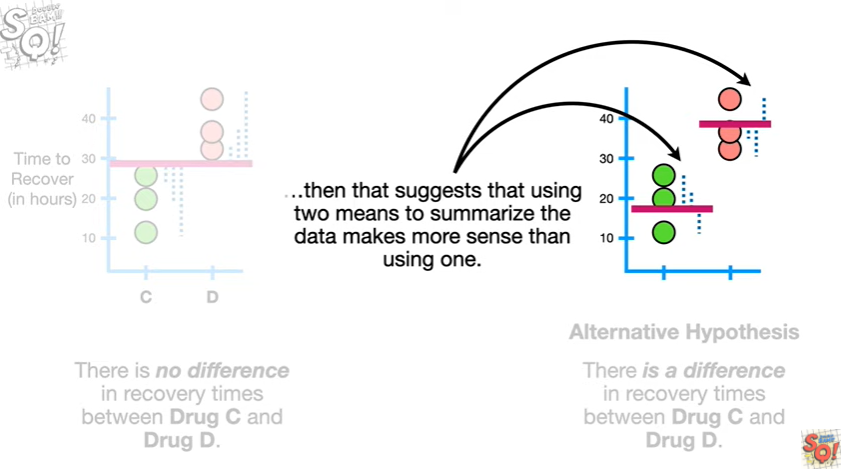 40
Time to
Recover
(in hours)
30
20
10
C
D
There is no difference
in recovery times
between Drug C and
Drug D.
...then that suggests that using
two means to summarize the
data makes more sense than
using one.
40
30
20
10
Alternative Hypothesis
There is a difference
in recovery times
between Drug C and
Drug D.
SQ!